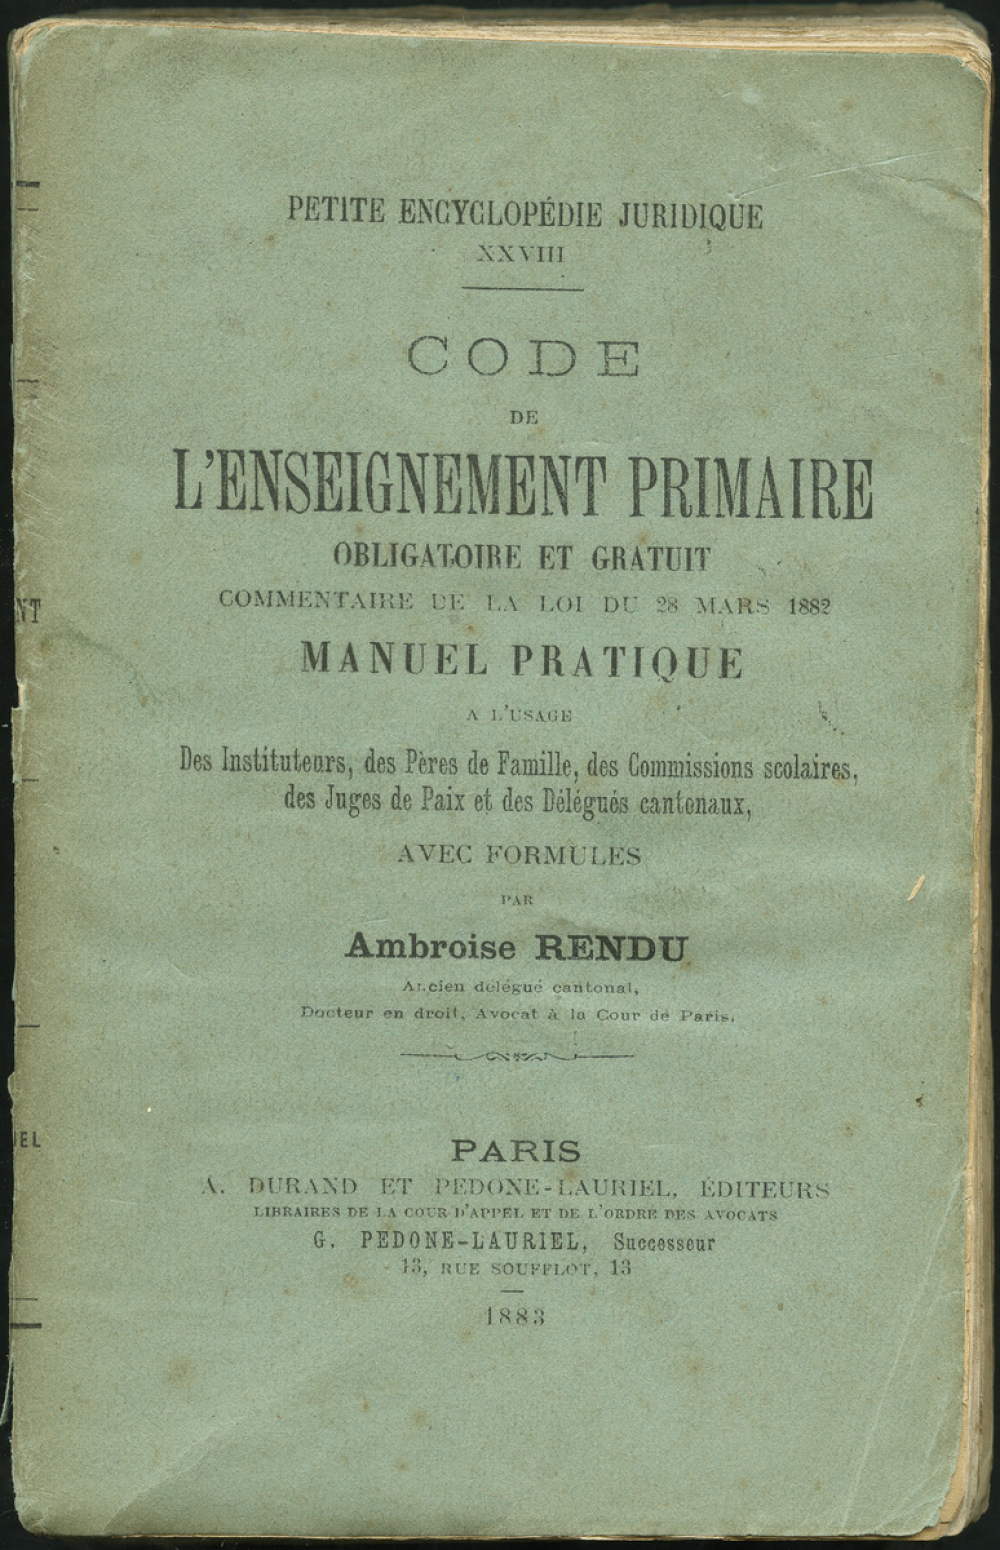 PETITE ENCYCLOPÉDIE JURIDIQUE
XXVIII
CODE
DE
L'ENSEIGNEMENT PRIMAIRE
OBLIGATOIRE ET GRATUIT
COMMENTAIRE DE LA LOI DU 28 MARS 1882
MANUEL PRATIQUE
A L'USAGE
Des Instituteurs, des Pères de Famille, des Commissions scolaires,
des Juges de Paix et des Délégués cantonaux,
AVEC FORMULES
PAR
Ambroise RENDU
Ancien délégué cantonal,
Docteur en droit, Avocat à la Cour de Paris.
PARIS
A. DURAND ET PEDONE-LAURIEL, ÉDITEURS
LIBRAIRES DE LA COUR D'APPEL ET DE L'ORDRE DES AVOCATS
G. PEDONE-LAURIEL, Successeur
13, RUE SOUFFLOT, 13
1883